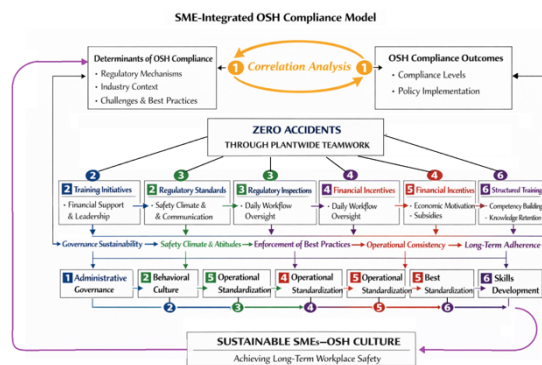 SME-Integrated OSH Compliance Model
Determinants of OSH Compliance
• Regulatory Mechanisms
• Industry Context
• Challenges & Best Practices
1 Correlation Analysis 1
OSH Compliance Outcomes
• Compliance Levels
• Policy Implementation
ZERO ACCIDENTS
THROUGH PLANTWIDE TEAMWORK
2 3 3 4 4 6
2 Training Initiatives
• Financial Support
& Leadership
2 Regulatory Standards
• Safety Climate &
& Communication
3 Regulatory Inspections
• Daily Workflow
Oversight
4 Financial Incentives
• Daily Workflow
Oversight
5 Financial Incentives
• Economic Motivation
• Subsidies
6 Structured Training
• Competency Building
• Knowledge Retention
Governance Sustainability Safety Climate & Attitudes Enforcement of Best Practices Operational Consistency Long-Term Adherence
1 Administrative
Governance
2 Behavioral
Culture
5 Operational
Standardization
4 Operational
Standardization
5 Operational
Standardization
5 Best
Standardization
6 Skills
Development
2 3 4 5 6
SUSTAINABLE SMEs–OSH CULTURE
Achieving Long-Term Workplace Safety